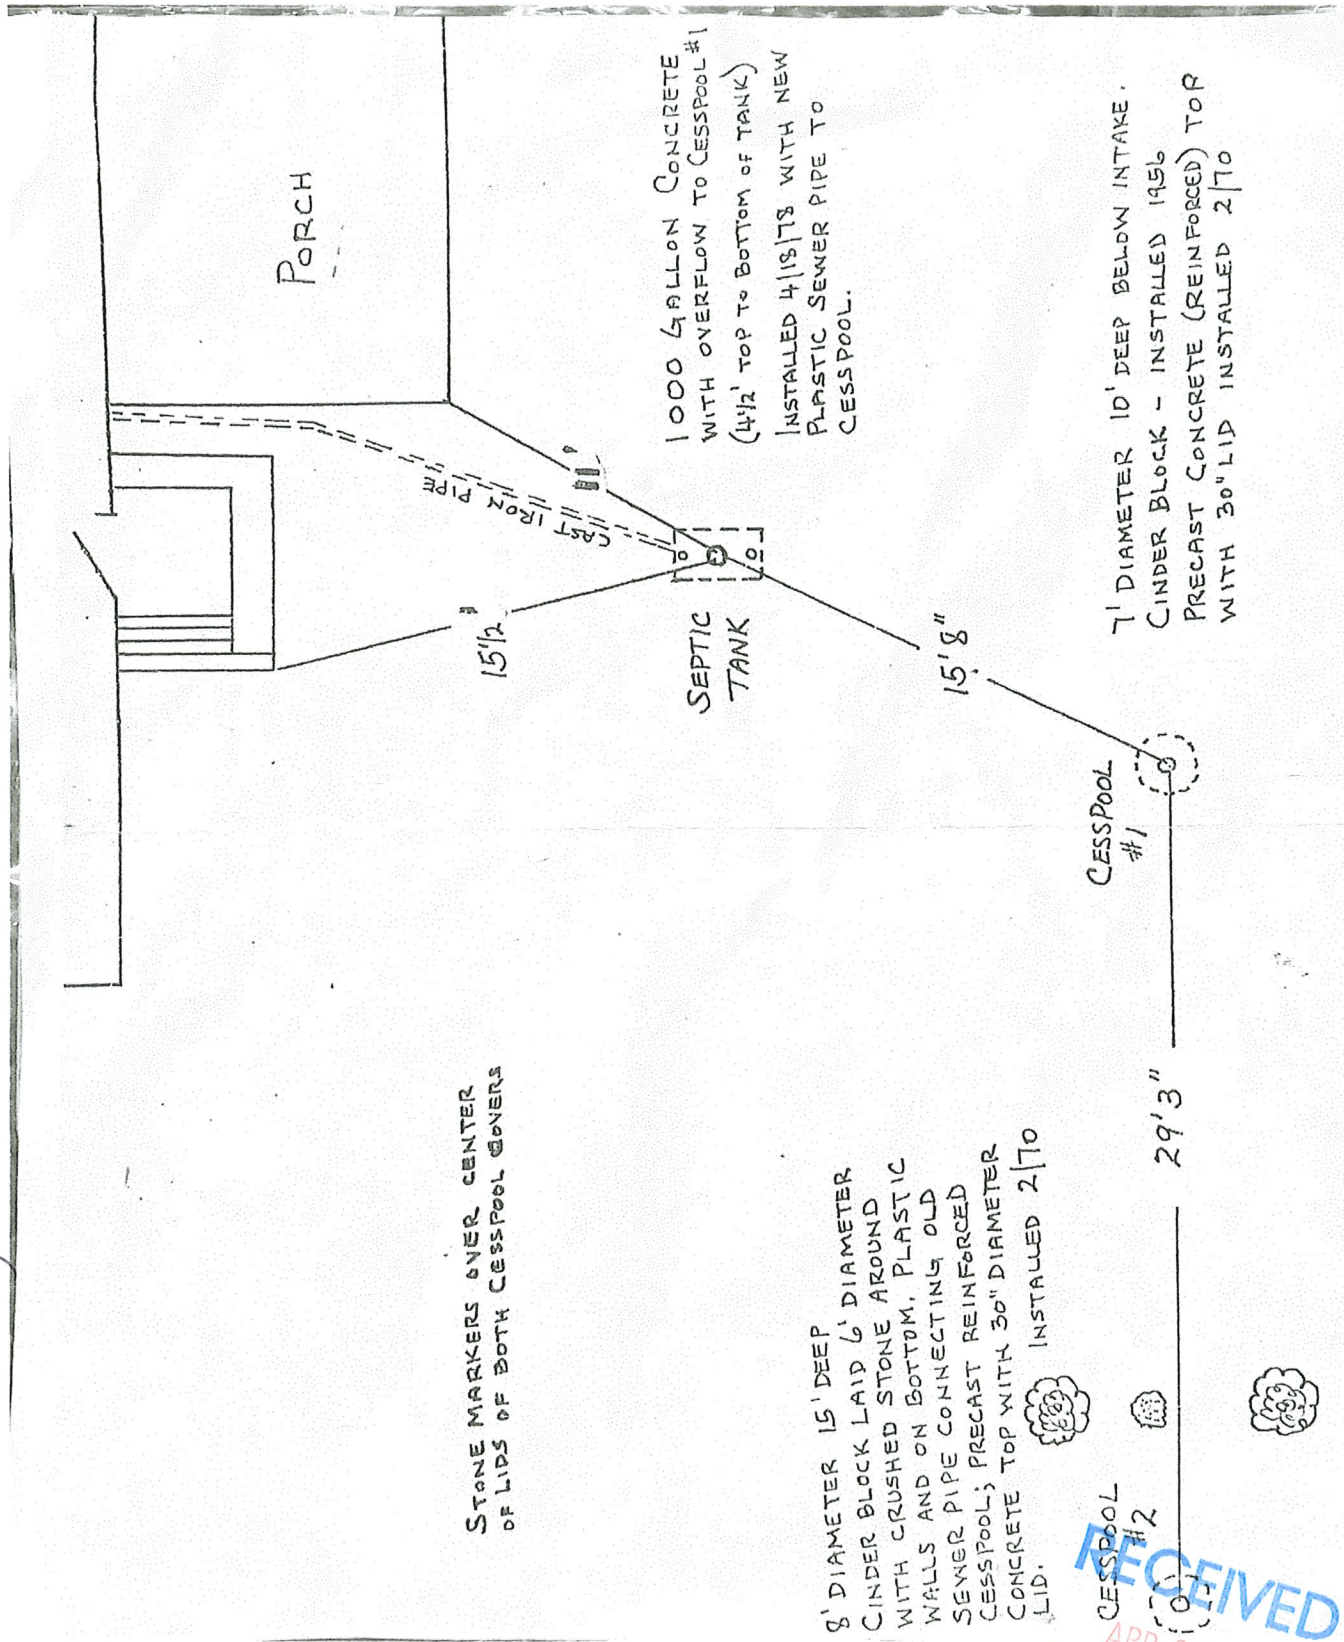 PORCH
1000 GALLON CONCRETE
WITH OVERFLOW TO CESSPOOL #1
(4 1/2' TOP TO BOTTOM OF TANK)
INSTALLED 4/18/78 WITH NEW
PLASTIC SEWER PIPE TO
CESSPOOL.
CAST IRON PIPE
15 1/2
SEPTIC
TANK
15' 8"
7' DIAMETER 10' DEEP BELOW INTAKE.
CINDER BLOCK - INSTALLED 1956
PRECAST CONCRETE (REINFORCED) TOP
WITH 30" LID INSTALLED 2/70
CESSPOOL
#1
STONE MARKERS OVER CENTER
OF LIDS OF BOTH CESSPOOL COVERS
29'3"
8' DIAMETER 15' DEEP
CINDER BLOCK LAID 6' DIAMETER
WITH CRUSHED STONE AROUND
WALLS AND ON BOTTOM. PLASTIC
SEWER PIPE CONNECTING OLD
CESSPOOL; PRECAST REINFORCED
CONCRETE TOP WITH 30" DIAMETER
LID. INSTALLED 2/70
CESSPOOL
#2
RECEIVED